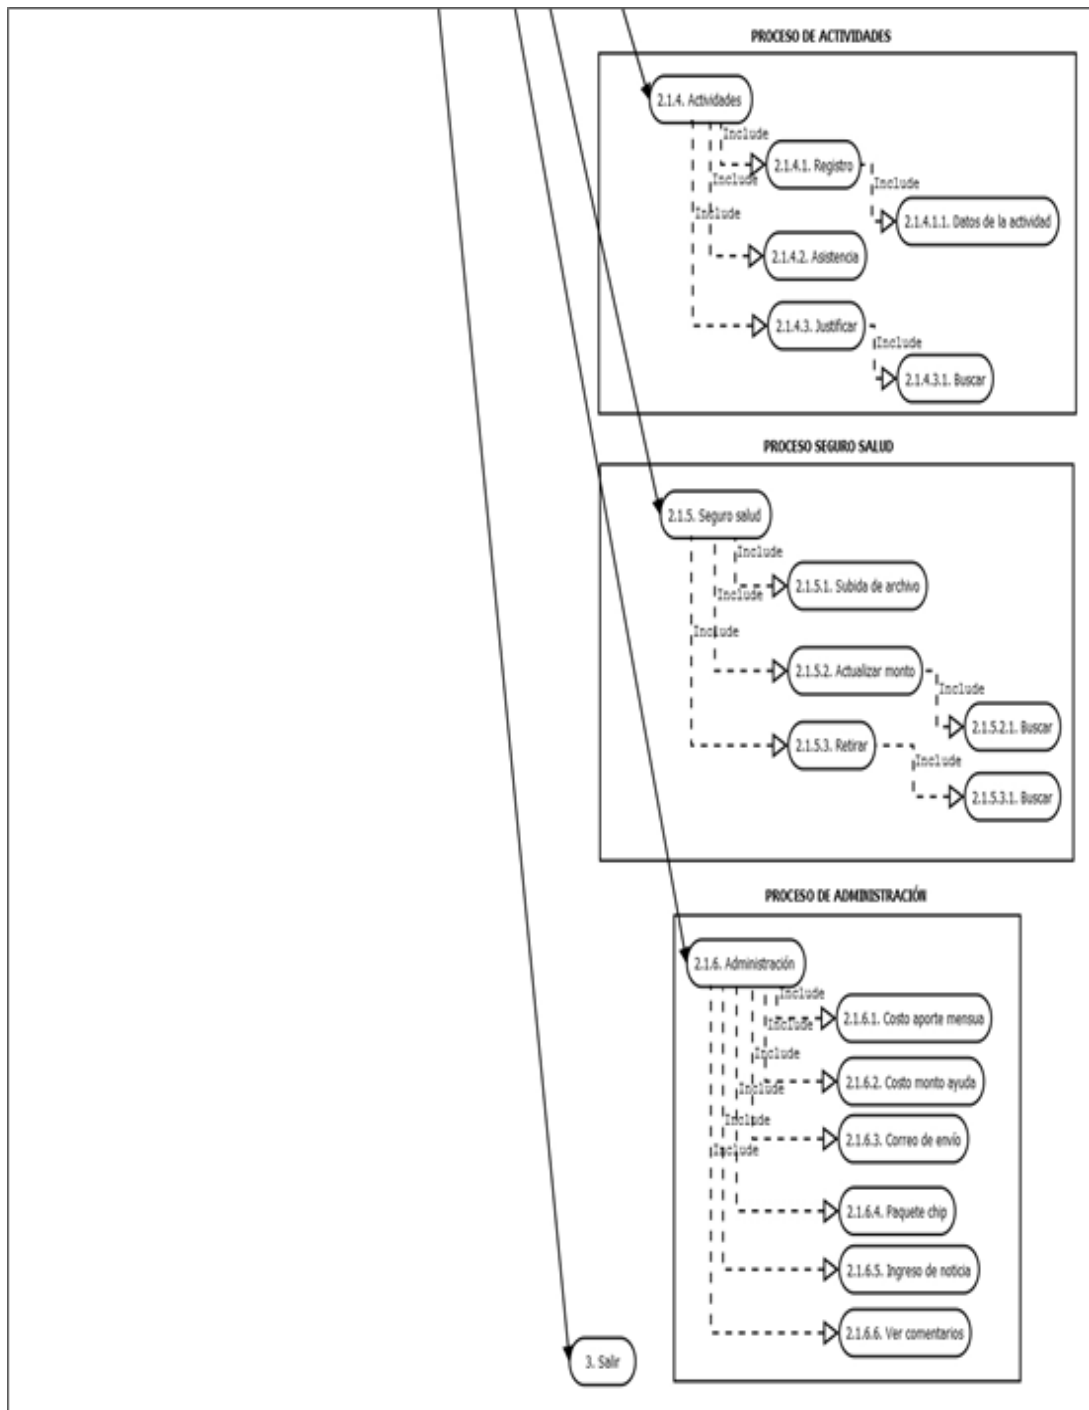 PROCESO DE ACTIVIDADES
2.1.4. Actividades
Include
2.1.4.1. Registro
Include
Include
2.1.4.1.1. Datos de la actividad
Include
2.1.4.2. Asistencia
2.1.4.3. Justificar
Include
2.1.4.3.1. Buscar
PROCESO SEGURO SALUD
2.1.5. Seguro salud
Include
2.1.5.1. Subida de archivo
Include
Include
2.1.5.2. Actualizar monto
Include
2.1.5.2.1. Buscar
2.1.5.3. Retirar
Include
2.1.5.3.1. Buscar
PROCESO DE ADMINISTRACIÓN
2.1.6. Administración
Include
2.1.6.1. Costo aporte mensua
Include
Include
2.1.6.2. Costo monto ayuda
Include
Include
2.1.6.3. Correo de envío
Include
2.1.6.4. Paquete chip
2.1.6.5. Ingreso de noticia
2.1.6.6. Ver comentarios
3. Salir